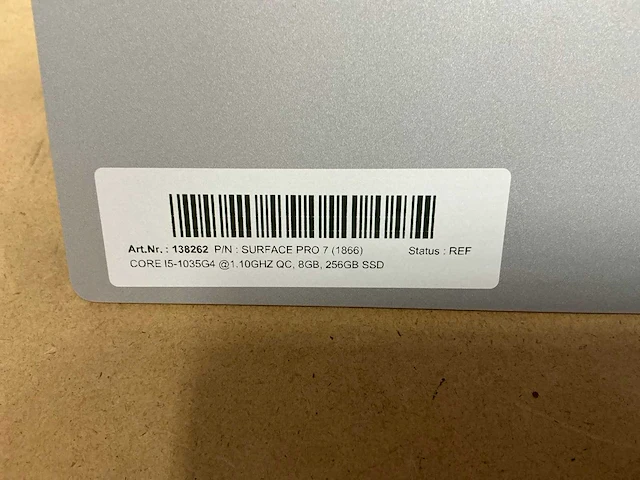 Art.Nr. : 138262 P/N : SURFACE PRO 7 (1866) Status : REF
CORE I5-1035G4 @1.10GHZ QC, 8GB, 256GB SSD